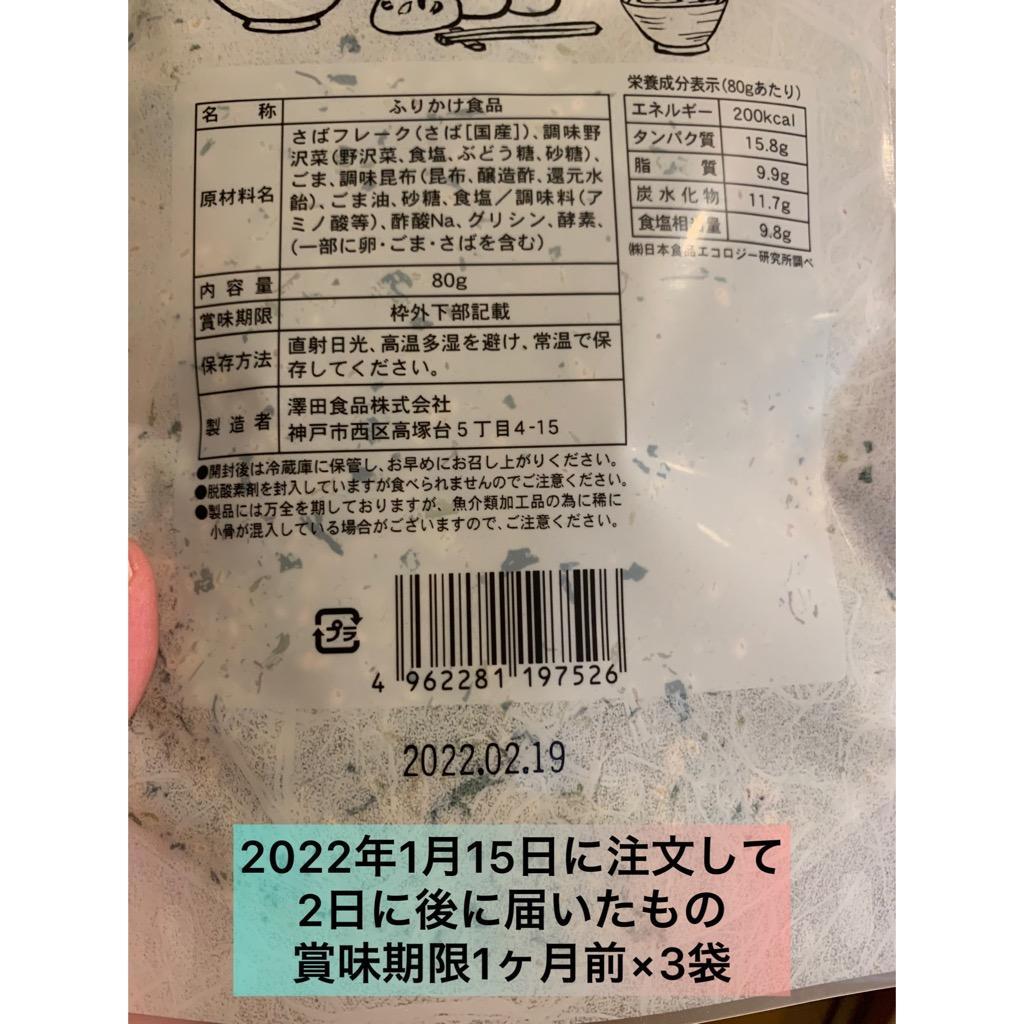 名称 ふりかけ食品
原材料名 さばフレーク(さば[国産])、調味野
沢菜(野沢菜、食塩、ぶどう糖、砂糖)、
ごま、調味昆布(昆布、醸造酢、還元水
飴)、ごま油、砂糖、食塩/調味料(ア
ミノ酸等)、酢酸Na、グリシン、酵素、
(一部に卵・ごま・さばを含む)
内容量 80g
賞味期限 枠外下部記載
保存方法 直射日光、高温多湿を避け、常温で保
存してください。
製造者 澤田食品株式会社
神戸市西区高塚台5丁目4-15
栄養成分表示(80gあたり)
エネルギー 200kcal
タンパク質 15.8g
脂質 9.9g
炭水化物 11.7g
食塩相当量 9.8g
㈱日本食品エコロジー研究所調べ
●開封後は冷蔵庫に保管し、お早めにお召し上がりください。
●脱酸素剤を封入していますが食べられませんのでご注意ください。
●製品には万全を期しておりますが、魚介類加工品の為に稀に
小骨が混入している場合がございますので、ご注意ください。
プラ
4 962281 197526
2022.02.19
2022年1月15日に注文して
2日に後に届いたもの
賞味期限1ヶ月前×3袋